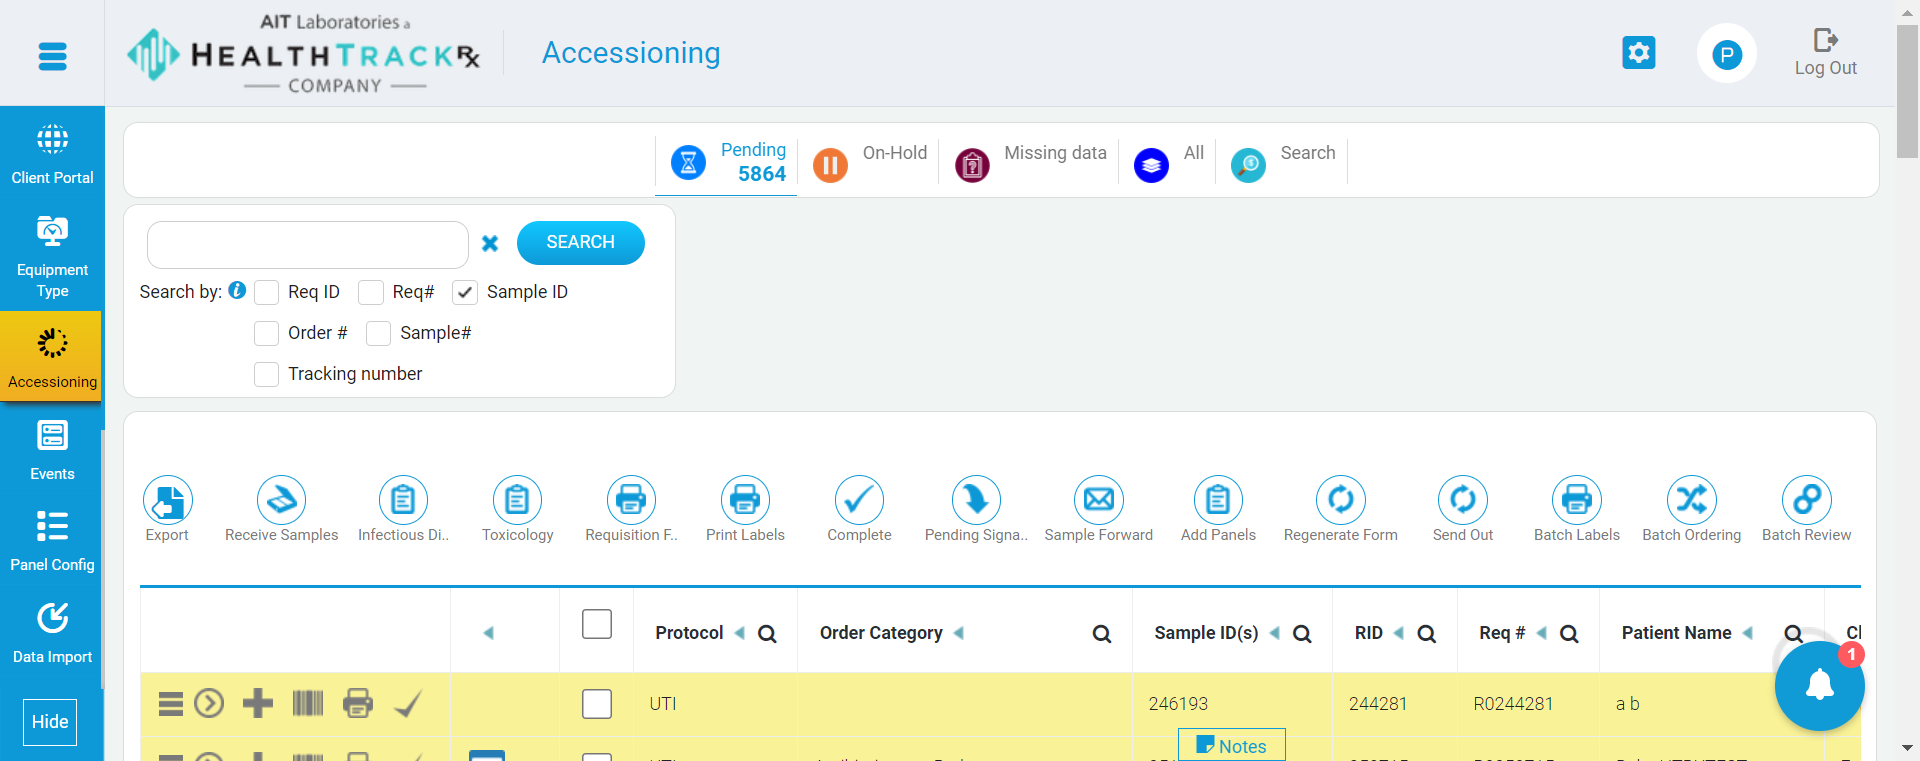 AIT Laboratories a
HEALTHTRACKRx
COMPANY
Accessioning
P
Log Out
Client Portal
Equipment
Type
Accessioning
Events
Panel Config
Data Import
Hide
Pending
5864
On-Hold
Missing data
All
Search
SEARCH
Search by:
Req ID
Req#
Sample ID
Order #
Sample#
Tracking number
Export
Receive Samples
Infectious Di..
Toxicology
Requisition F..
Print Labels
Complete
Pending Signa..
Sample Forward
Add Panels
Regenerate Form
Send Out
Batch Labels
Batch Ordering
Batch Review
Protocol
Order Category
Sample ID(s)
RID
Req #
Patient Name
1
UTI
246193
244281
R0244281
a b
Notes